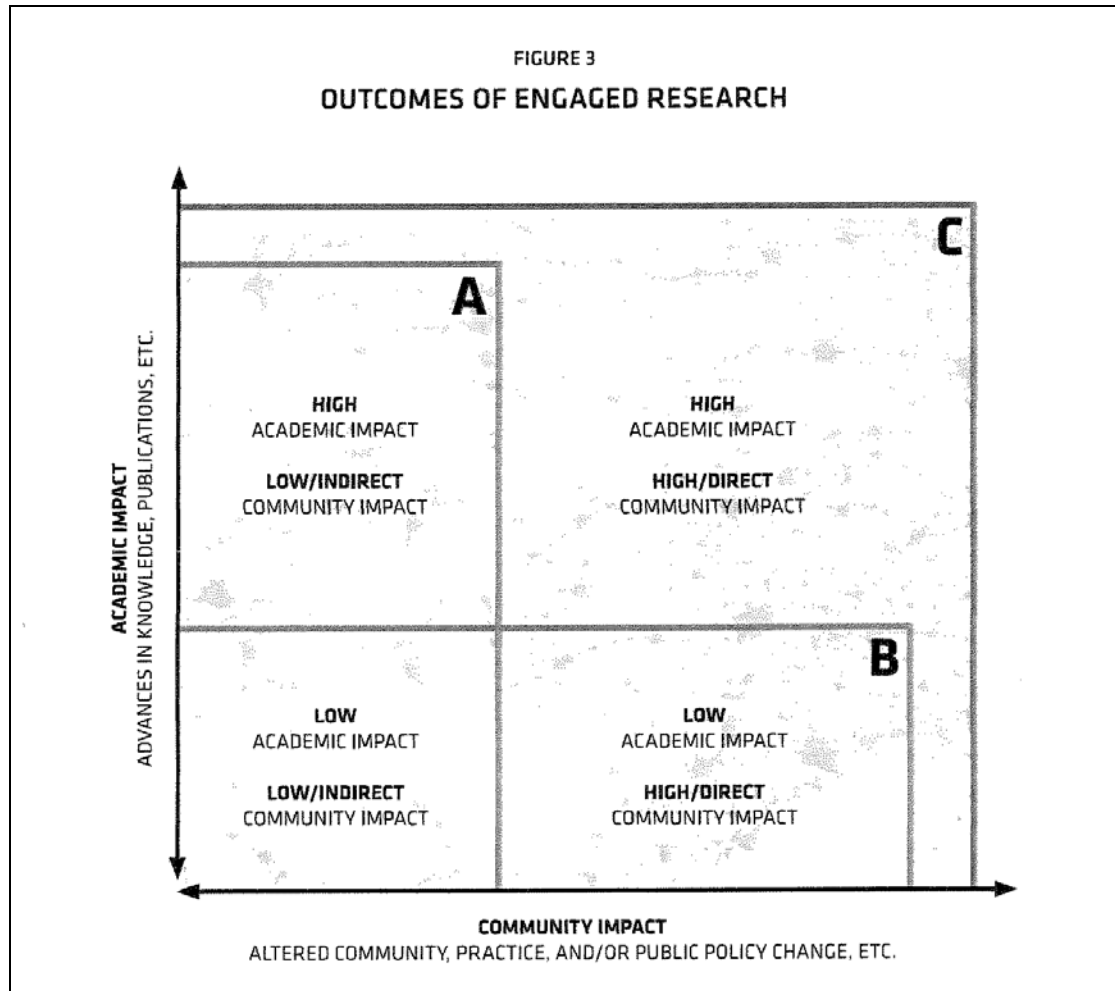 FIGURE 3
OUTCOMES OF ENGAGED RESEARCH
C
A
HIGH
ACADEMIC IMPACT
LOW/INDIRECT
COMMUNITY IMPACT
HIGH
ACADEMIC IMPACT
HIGH/DIRECT
COMMUNITY IMPACT
B
LOW
ACADEMIC IMPACT
LOW/INDIRECT
COMMUNITY IMPACT
LOW
ACADEMIC IMPACT
HIGH/DIRECT
COMMUNITY IMPACT
ACADEMIC IMPACT
ADVANCES IN KNOWLEDGE, PUBLICATIONS, ETC.
COMMUNITY IMPACT
ALTERED COMMUNITY, PRACTICE, AND/OR PUBLIC POLICY CHANGE, ETC.